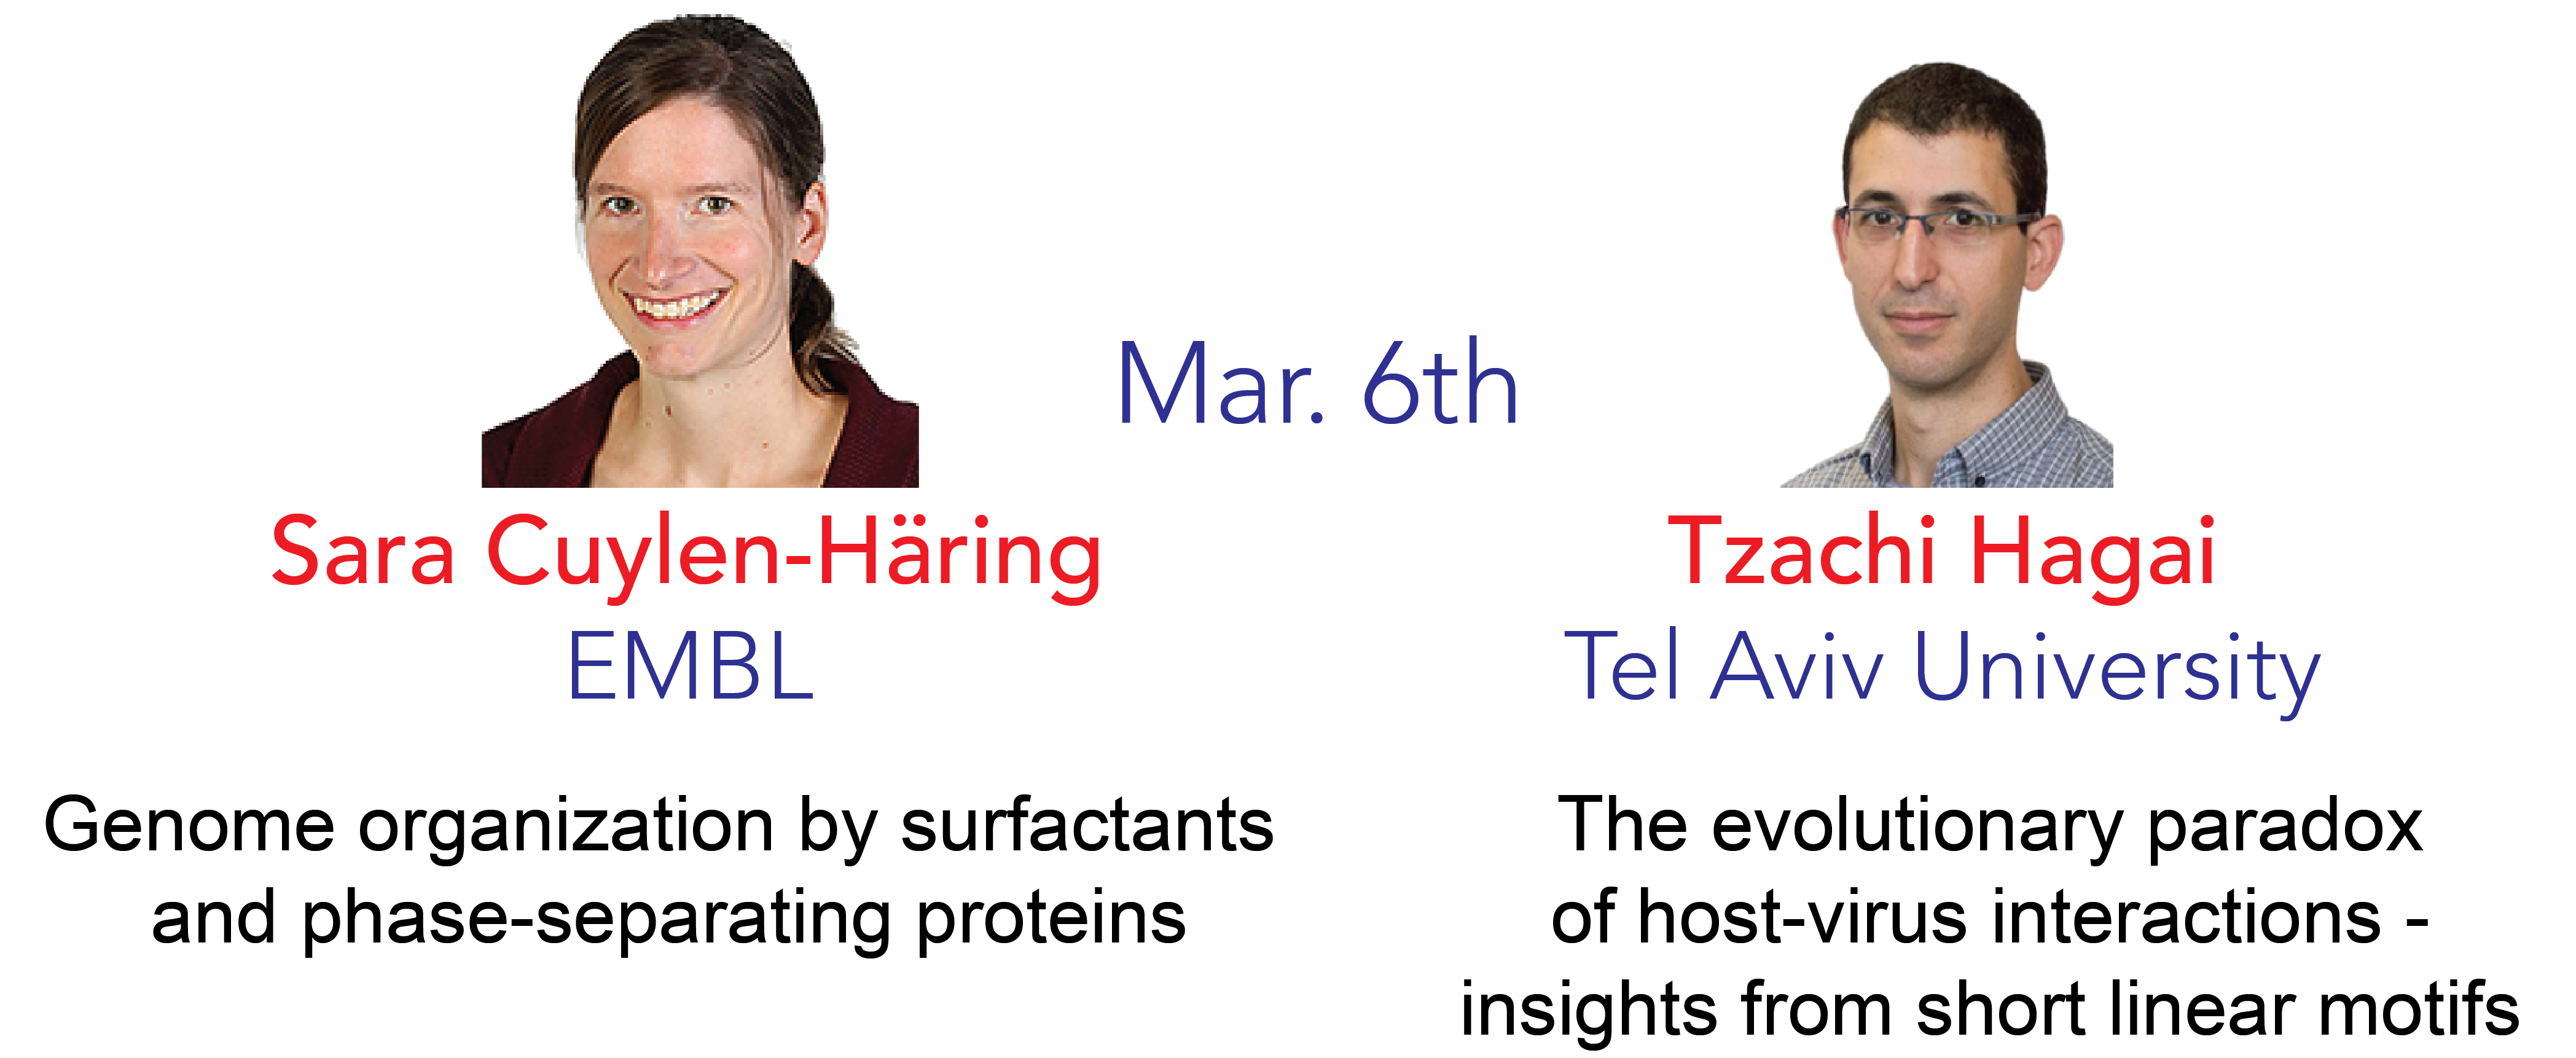 Mar. 6th
Sara Cuylen-Häring
EMBL
Genome organization by surfactants
and phase-separating proteins
Tzachi Hagai
Tel Aviv University
The evolutionary paradox
of host-virus interactions -
insights from short linear motifs